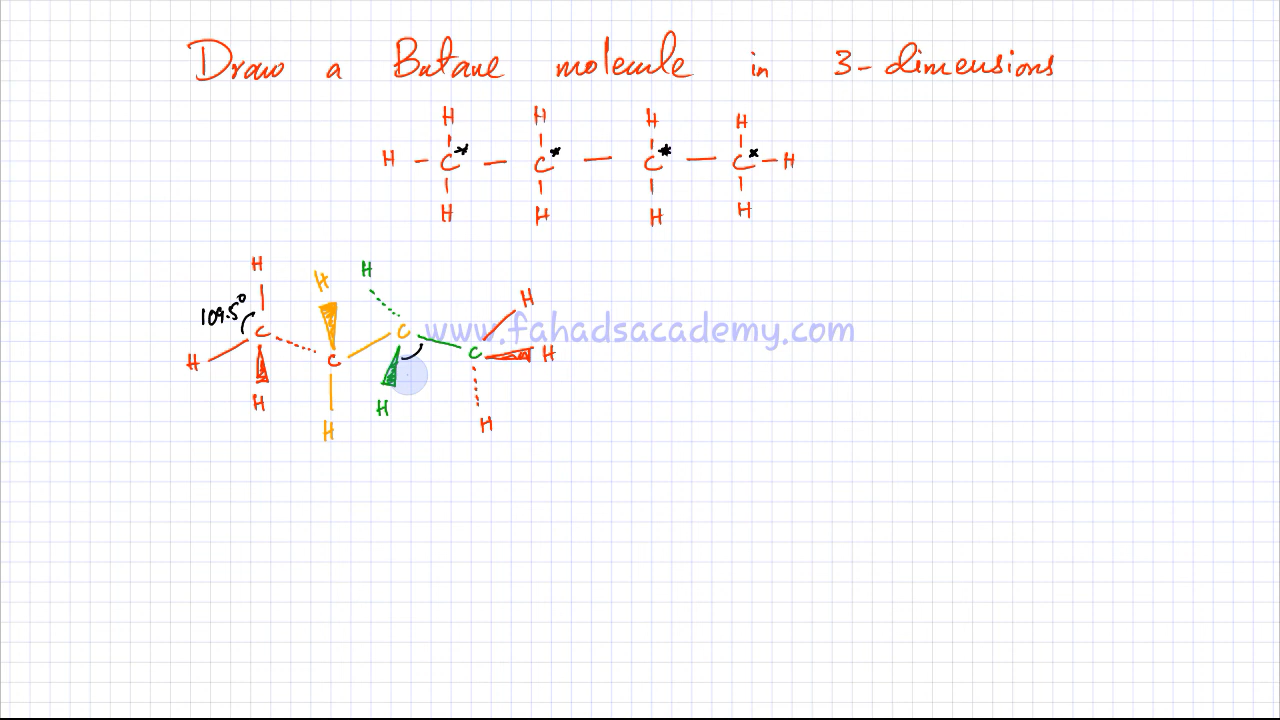 Draw a Butane molecule in 3-dimensions
H H H H
H - C* - C* - C* - C* - H
H H H H
H H H
109.5° H
C C www.fahadsacademy.com
H C C H
H H
H H